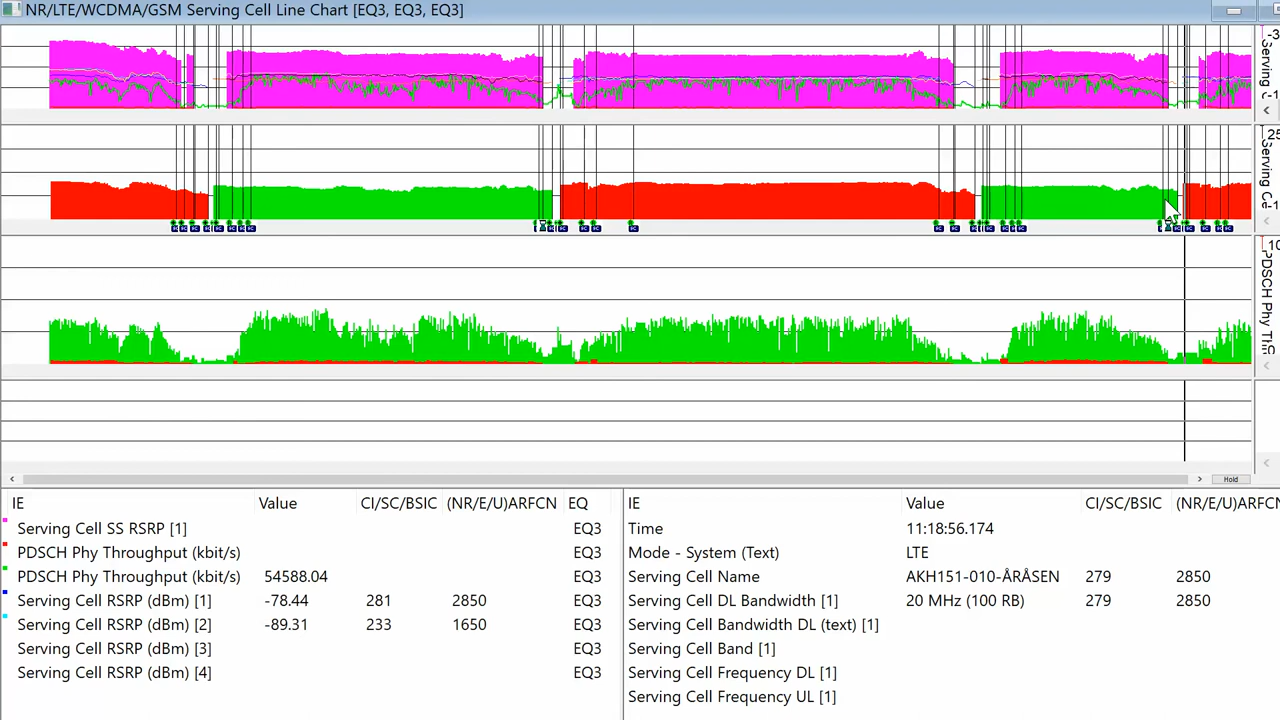 NR/LTE/WCDMA/GSM Serving Cell Line Chart [EQ3, EQ3, EQ3]
Serving
Serving C
PDSCH Phy
Hold
IE Value CI/SC/BSIC (NR/E/U)ARFCN EQ
Serving Cell SS RSRP [1] EQ3
PDSCH Phy Throughput (kbit/s) EQ3
PDSCH Phy Throughput (kbit/s) 54588.04 EQ3
Serving Cell RSRP (dBm) [1] -78.44 281 2850 EQ3
Serving Cell RSRP (dBm) [2] -89.31 233 1650 EQ3
Serving Cell RSRP (dBm) [3] EQ3
Serving Cell RSRP (dBm) [4] EQ3
IE Value CI/SC/BSIC (NR/E/U)ARFCN
Time 11:18:56.174
Mode - System (Text) LTE
Serving Cell Name AKH151-010-ÅRÅSEN 279 2850
Serving Cell DL Bandwidth [1] 20 MHz (100 RB) 279 2850
Serving Cell Bandwidth DL (text) [1]
Serving Cell Band [1]
Serving Cell Frequency DL [1]
Serving Cell Frequency UL [1]